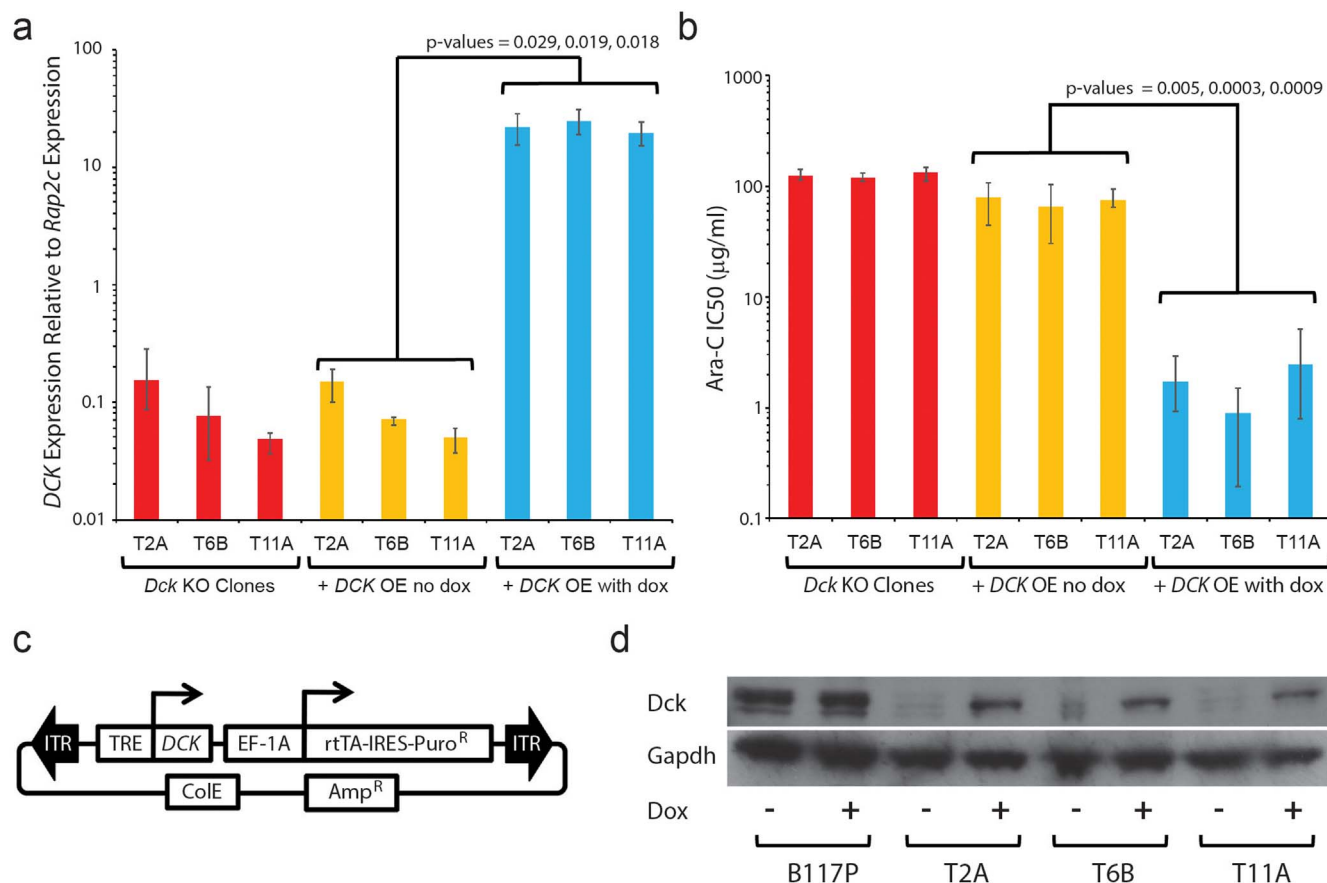 a
DCK Expression Relative to Rap2c Expression
100
10
1
0.1
0.01
p-values = 0.029, 0.019, 0.018
T2A T6B T11A T2A T6B T11A T2A T6B T11A
Dck KO Clones + DCK OE no dox + DCK OE with dox
b
Ara-C IC50 (µg/ml)
1000
100
10
1
0.1
p-values = 0.005, 0.0003, 0.0009
T2A T6B T11A T2A T6B T11A T2A T6B T11A
Dck KO Clones + DCK OE no dox + DCK OE with dox
c
ITR TRE DCK EF-1A rtTA-IRES-Puro^R ITR
ColE Amp^R
d
Dck
Gapdh
Dox - + - + - + - +
B117P T2A T6B T11A